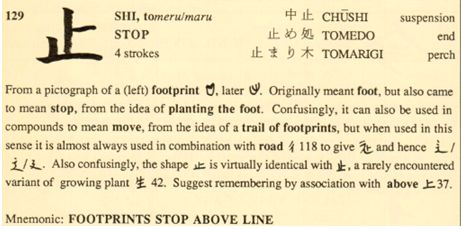 129 止 SHI, tomeru/maru 中止 CHŪSHI suspension
STOP 止め処 TOMEDO end
4 strokes 止まり木 TOMARIGI perch
From a pictograph of a (left) footprint , later . Originally meant foot, but also came
to mean stop, from the idea of planting the foot. Confusingly, it can also be used in
compounds to mean move, from the idea of a trail of footprints, but when used in this
sense it is almost always used in combination with road 彳 118 to give and hence /
/ . Also confusingly, the shape 止 is virtually identical with , a rarely encountered
variant of growing plant 生 42. Suggest remembering by association with above 上 37.
Mnemonic: FOOTPRINTS STOP ABOVE LINE